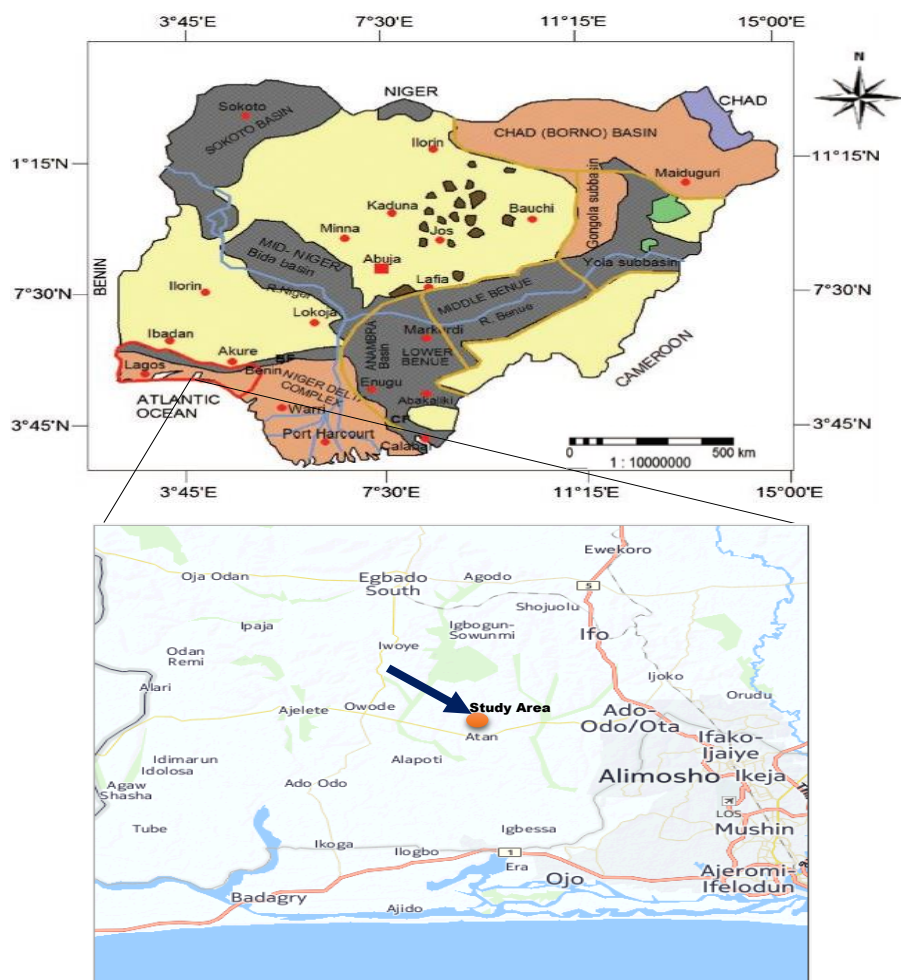 3°45'E 7°30'E 11°15'E 15°00'E
N
NIGER
CHAD
Sokoto
SOKOTO BASIN
CHAD (BORNO) BASIN
Ilorin
1°15'N
11°15'N
Gongola subbasin
Maiduguri
Kaduna
Bauchi
Minna
Jos
MID-NIGER/
Bida basin
Abuja
Yola subbasin
BENIN
Lafia
7°30'N
7°30'N
Ilorin
R.Niger
MIDDLE BENUE
R. Benue
Lokoja
Ibadan
ANAMBRA
Basin
Markurdi
LOWER
BENUE
CAMEROON
Akure
BF
Lagos
Benin
NIGER DELTA
COMPLEX
Enugu
Abakaliki
ATLANTIC
OCEAN
Warri
CF
3°45'N
3°45'N
Port Harcourt
Calabar
0 500 km
1 : 10000000
3°45'E 7°30'E 11°15'E 15°00'E
Ewekoro
Oja Odan
Egbado
South
Agodo
5
Shojuolu
Ipaja
Igbogun-
Sowunmi
Ifo
Iwoye
Odan
Remi
Ijoko
Alari
Orudu
Study Area
Ajelete
Owode
Ado-
Odo/Ota
Atan
Ifako-
Ijaiye
Idimarun
Idolosa
Alapoti
Agaw
Shasha
Ado Odo
Alimosho
Ikeja
LOS
Tube
Igbessa
Mushin
Ikoga
Ilogbo
1
Era
Ojo
Ajeromi-
Ifelodun
Badagry
Ajido